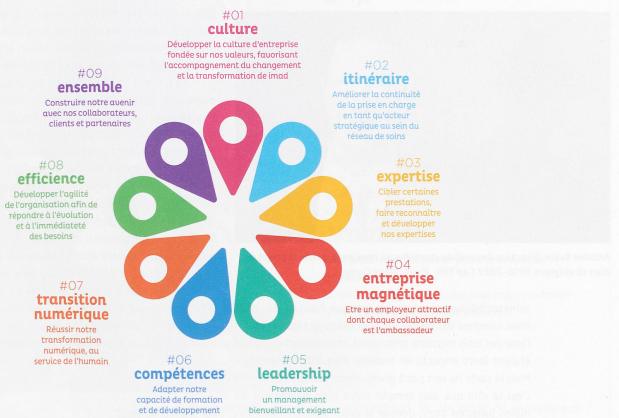 #01
culture
Développer la culture d'entreprise
fondée sur nos valeurs, favorisant
l'accompagnement du changement
et la transformation de imad
#02
itinéraire
Améliorer la continuité
de la prise en charge
en tant qu'acteur
stratégique au sein du
réseau de soins
#03
expertise
Cibler certaines
prestations,
faire reconnaître
et développer
nos expertises
#04
entreprise
magnétique
Etre un employeur attractif
dont chaque collaborateur
est l'ambassadeur
#05
leadership
Promouvoir
un management
bienveillant et exigeant
#06
compétences
Adapter notre
capacité de formation
et de développement
#07
transition
numérique
Réussir notre
transformation
numérique, au
service de l'humain
#08
efficience
Développer l'agilité
de l'organisation afin de
répondre à l'évolution
et à l'immédiateté
des besoins
#09
ensemble
Construire notre avenir
avec nos collaborateurs,
clients et partenaires